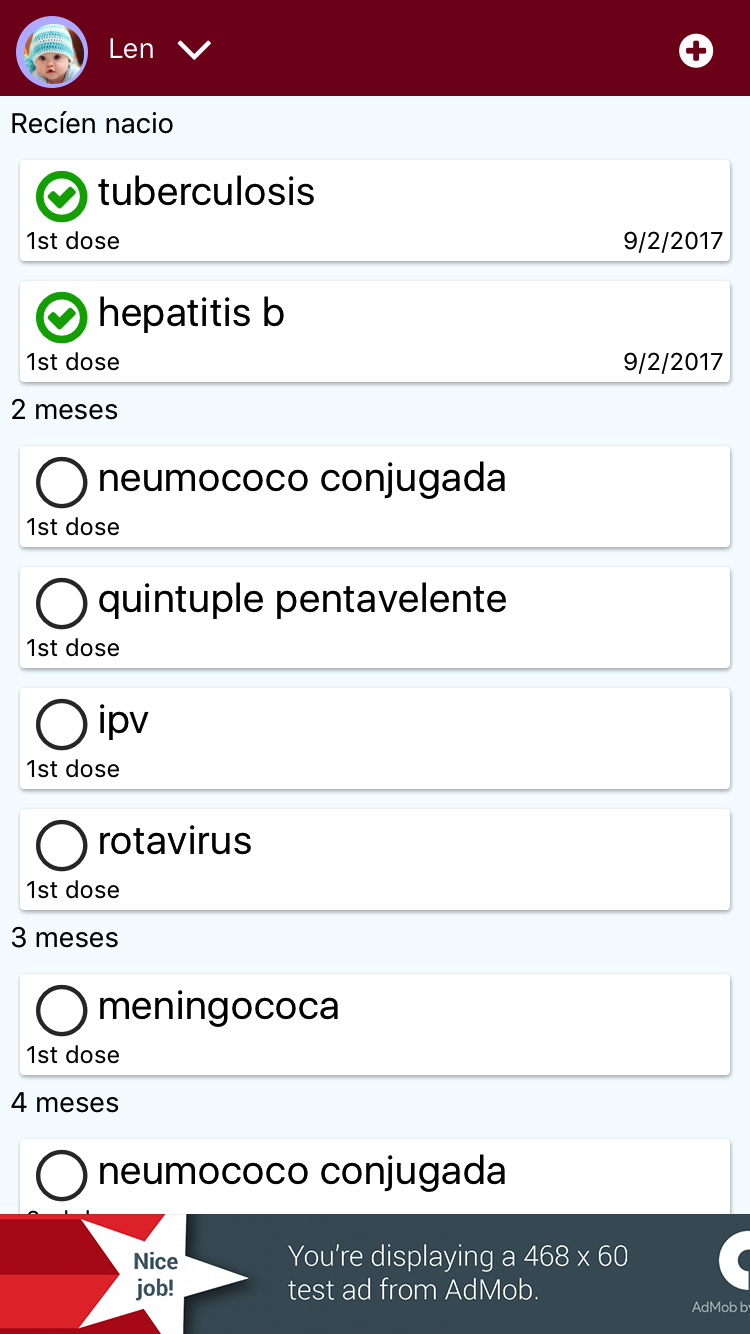 Len
Recíen nacio
tuberculosis
1st dose 9/2/2017
hepatitis b
1st dose 9/2/2017
2 meses
neumococo conjugada
1st dose
quintuple pentavelente
1st dose
ipv
1st dose
rotavirus
1st dose
3 meses
meningococa
1st dose
4 meses
neumococo conjugada
Nice
job!
You're displaying a 468 x 60
test ad from AdMob.
AdMob by